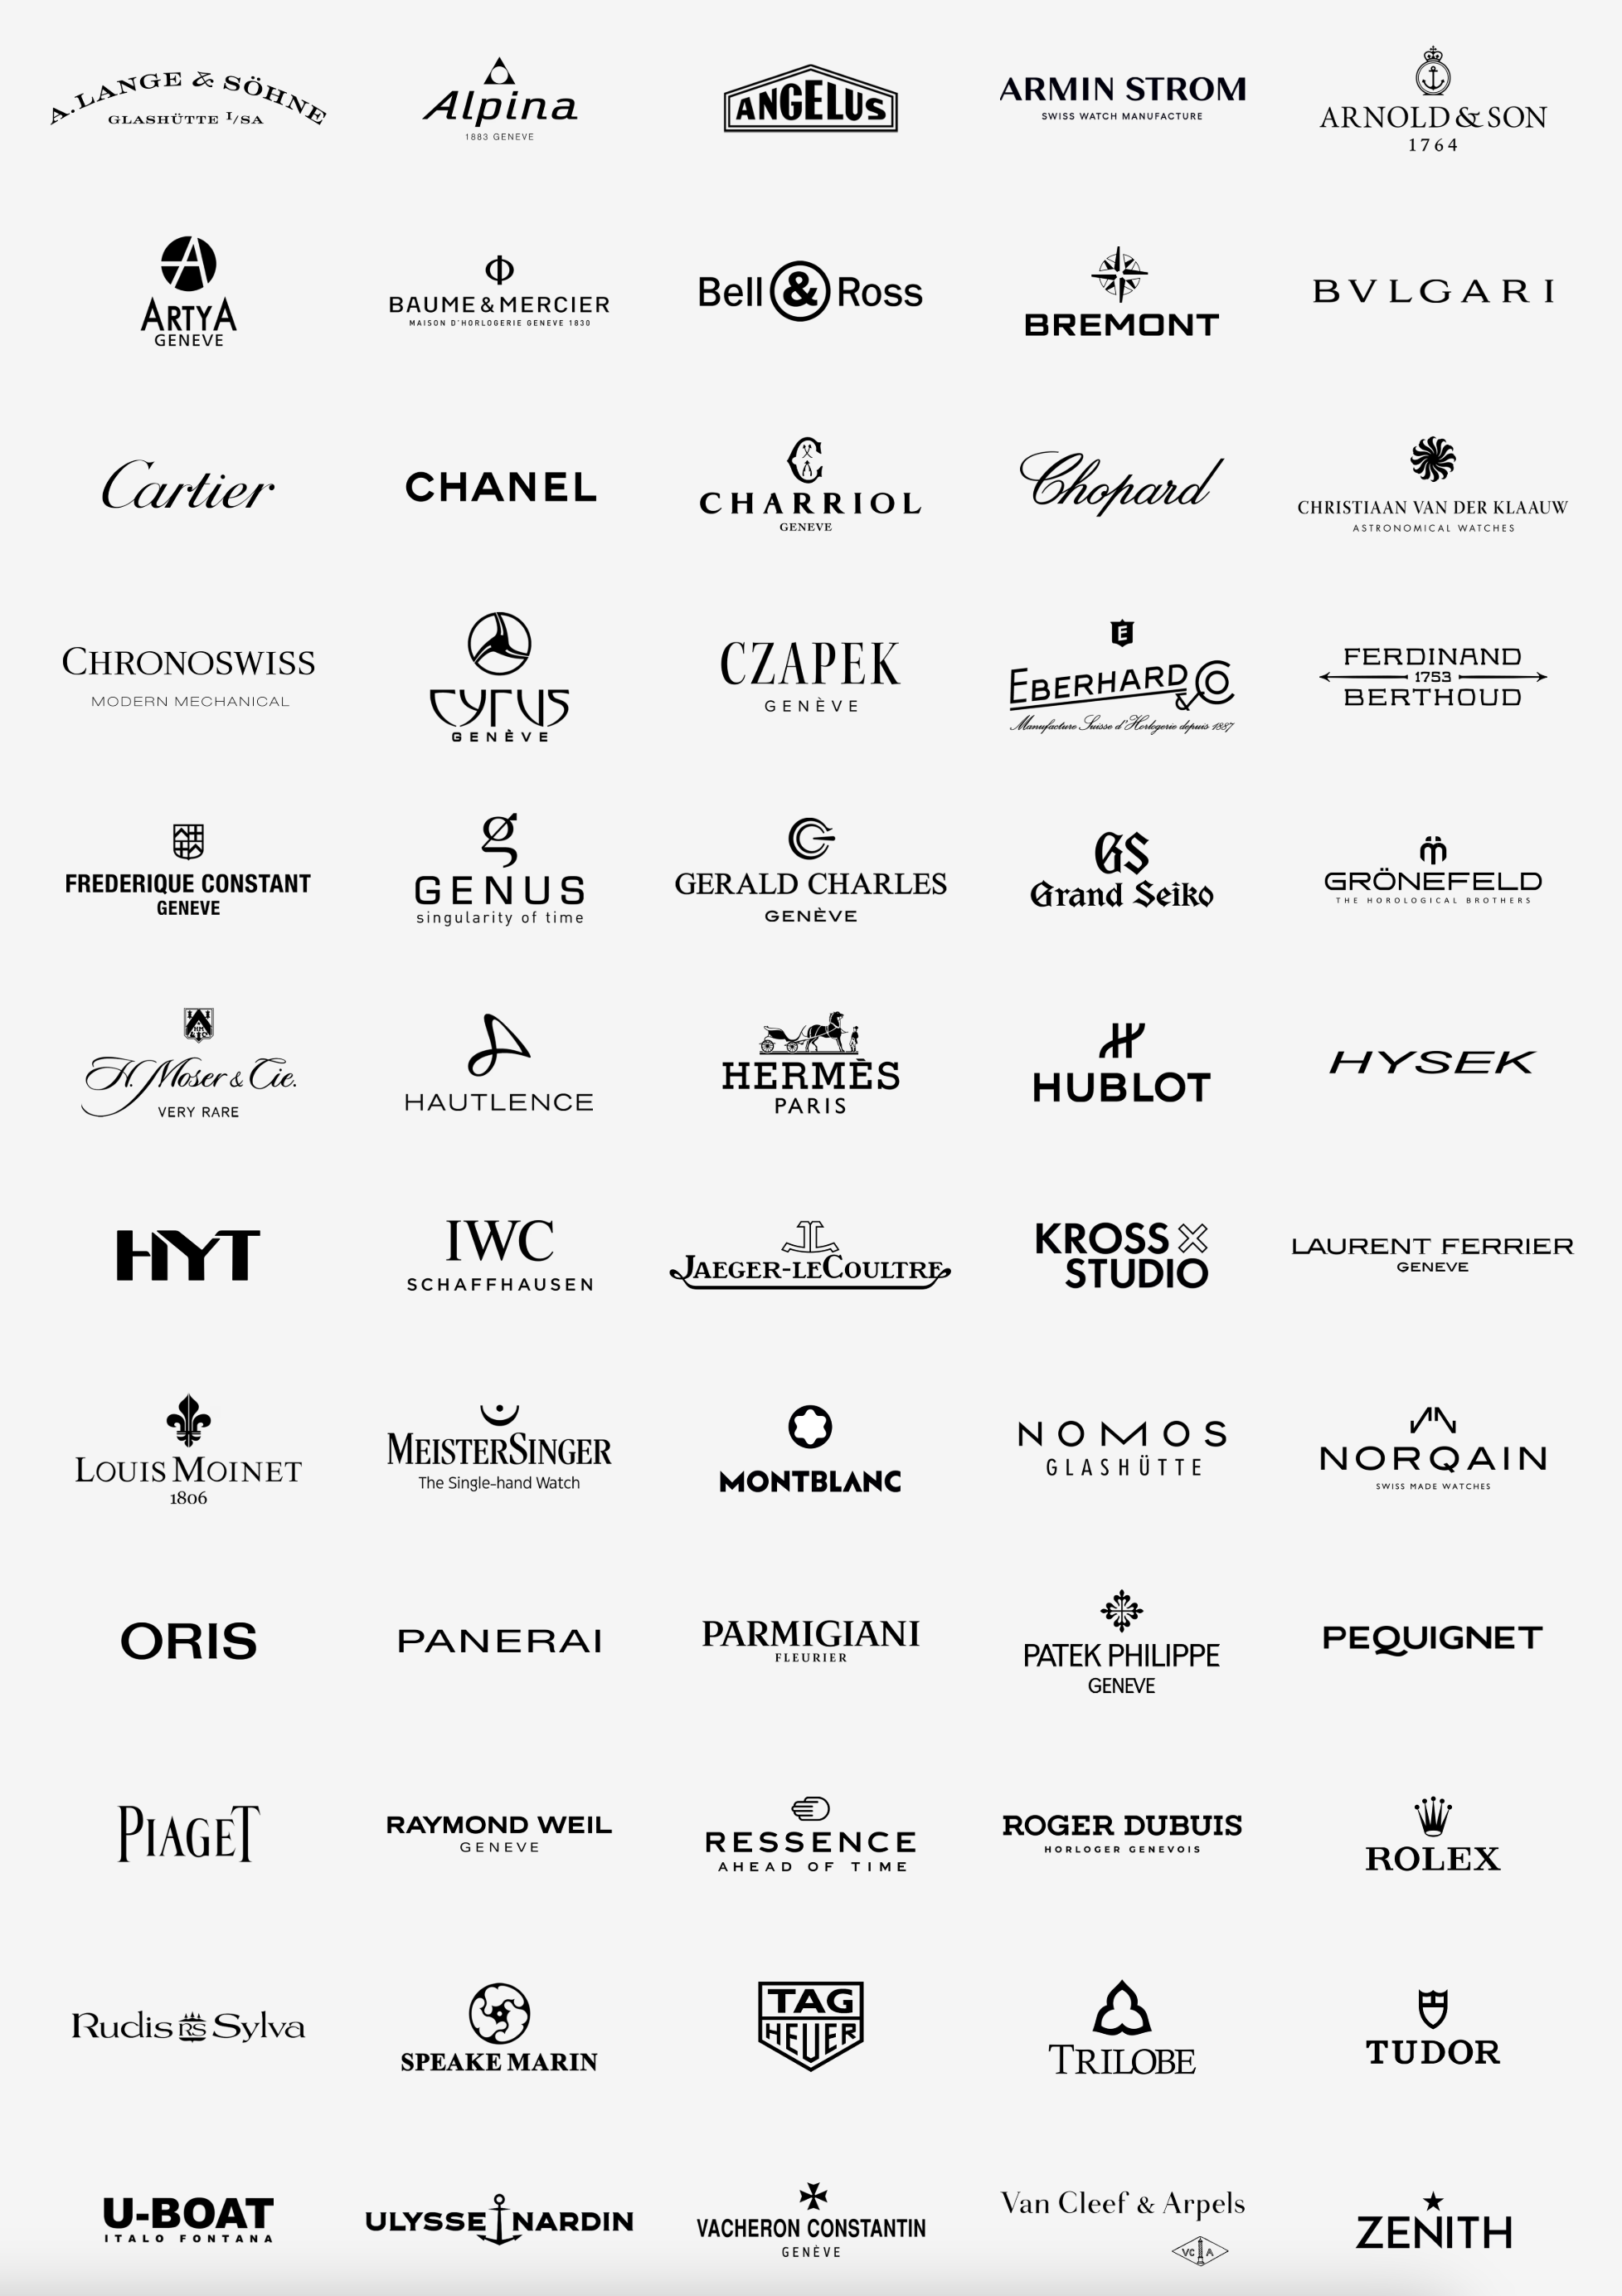 A. LANGE & SÖHNE
GLASHÜTTE I/SA
Alpina
1883 GENEVE
ANGELUS
ARMIN STROM
SWISS WATCH MANUFACTURE
ARNOLD & SON
1764
ARTYA
GENEVE
BAUME & MERCIER
MAISON D'HORLOGERIE GENEVE 1830
Bell & Ross
BREMONT
BVLGARI
Cartier
CHANEL
CHARRIOL
GENEVE
Chopard
CHRISTIAAN VAN DER KLAAUW
ASTRONOMICAL WATCHES
CHRONOSWISS
MODERN MECHANICAL
CYRUS
GENÈVE
CZAPEK
GENÈVE
E
EBERHARD & CO
Manufacture Suisse d'Horlogerie depuis 1887
FERDINAND
1753
BERTHOUD
FREDERIQUE CONSTANT
GENEVE
g
GENUS
singularity of time
GERALD CHARLES
GENÈVE
GS
Grand Seiko
GRÖNEFELD
THE HOROLOGICAL BROTHERS
H. Moser & Cie.
VERY RARE
HAUTLENCE
HERMÈS
PARIS
H
HUBLOT
HYSEK
HYT
IWC
SCHAFFHAUSEN
JAEGER-LECOULTRE
KROSS
STUDIO
LAURENT FERRIER
GENEVE
LOUIS MOINET
1806
MEISTERSINGER
The Single-hand Watch
MONTBLANC
NOMOS
GLASHÜTTE
NORQAIN
SWISS MADE WATCHES
ORIS
PANERAI
PARMIGIANI
FLEURIER
PATEK PHILIPPE
GENEVE
PEQUIGNET
PIAGET
RAYMOND WEIL
GENEVE
RESSENCE
AHEAD OF TIME
ROGER DUBUIS
HORLOGER GENEVOIS
ROLEX
Rudis RS Sylva
SPEAKE MARIN
TAG
HEUER
TRILOBE
TUDOR
U-BOAT
ITALO FONTANA
ULYSSE NARDIN
VACHERON CONSTANTIN
GENÈVE
Van Cleef & Arpels
VC A
ZENITH